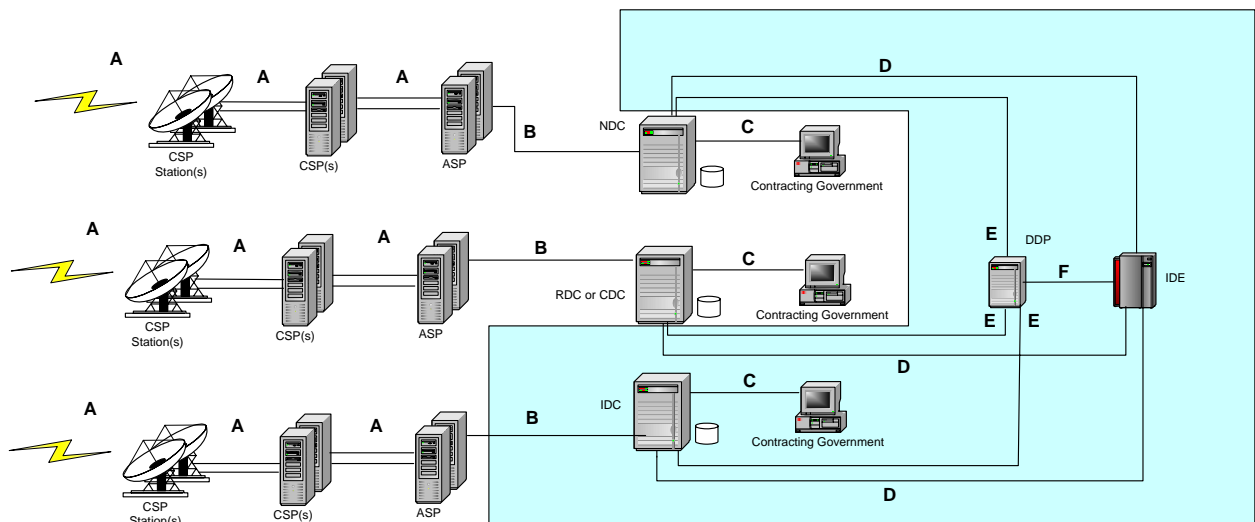 A
A
A
D
B
NDC
C
CSP
Station(s)
CSP(s)
ASP
Contracting Government
A
A
A
B
C
E
DDP
F
IDE
RDC or CDC
CSP
Station(s)
CSP(s)
ASP
Contracting Government
E
E
D
A
A
A
B
IDC
C
CSP
Station(s)
CSP(s)
ASP
Contracting Government
D